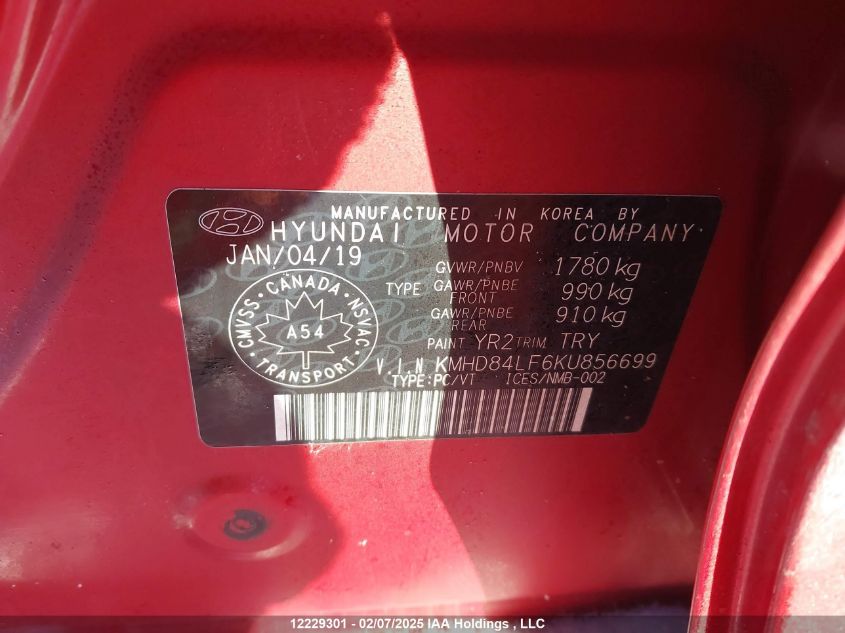 MANUFACTURED IN KOREA BY
HYUNDAI MOTOR COMPANY
JAN/04/19
GVWR/PNBV 1780 kg
TYPE GAWR/PNBE FRONT 990 kg
GAWR/PNBE REAR 910 kg
CMVSS · CANADA · NSVAC
A54
TRANSPORT
PAINT YR2 TRIM TRY
V.I.N KMHD84LF6KU856699
TYPE:PC/VT ICES/NMB-002
12229301 - 02/07/2025 IAA Holdings , LLC